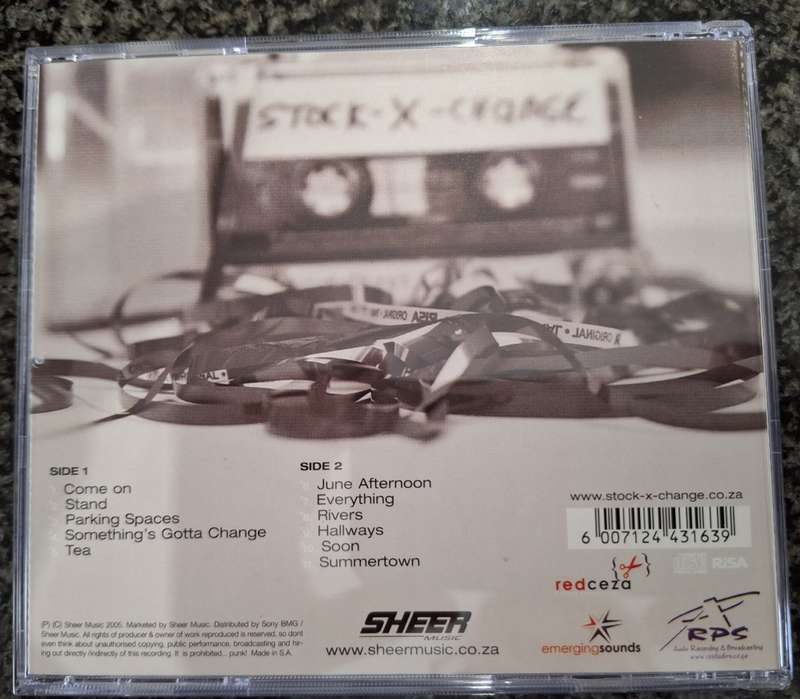 STOCK-X-CHANGE
RISA ORIGINAL
ORIGINAL
SIDE 1
Come on
Stand
Parking Spaces
Something's Gotta Change
Tea
SIDE 2
June Afternoon
Everything
Rivers
Hallways
Soon
Summertown
www.stock-x-change.co.za
6 007124 431639
redceza
RiSA
(P) (C) Sheer Music 2005. Marketed by Sheer Music. Distributed by Sony BMG /
Sheer Music. All rights of producer & owner of work reproduced is reserved, so dont
even think about unauthorised copying, public performance, broadcasting and hir-
ing out directly /indirectly of this recording. It is prohibited... punk! Made in S.A.
SHEER
MUSIC
www.sheermusic.co.za
emergingsounds
RPS
Audio Recording & Broadcasting